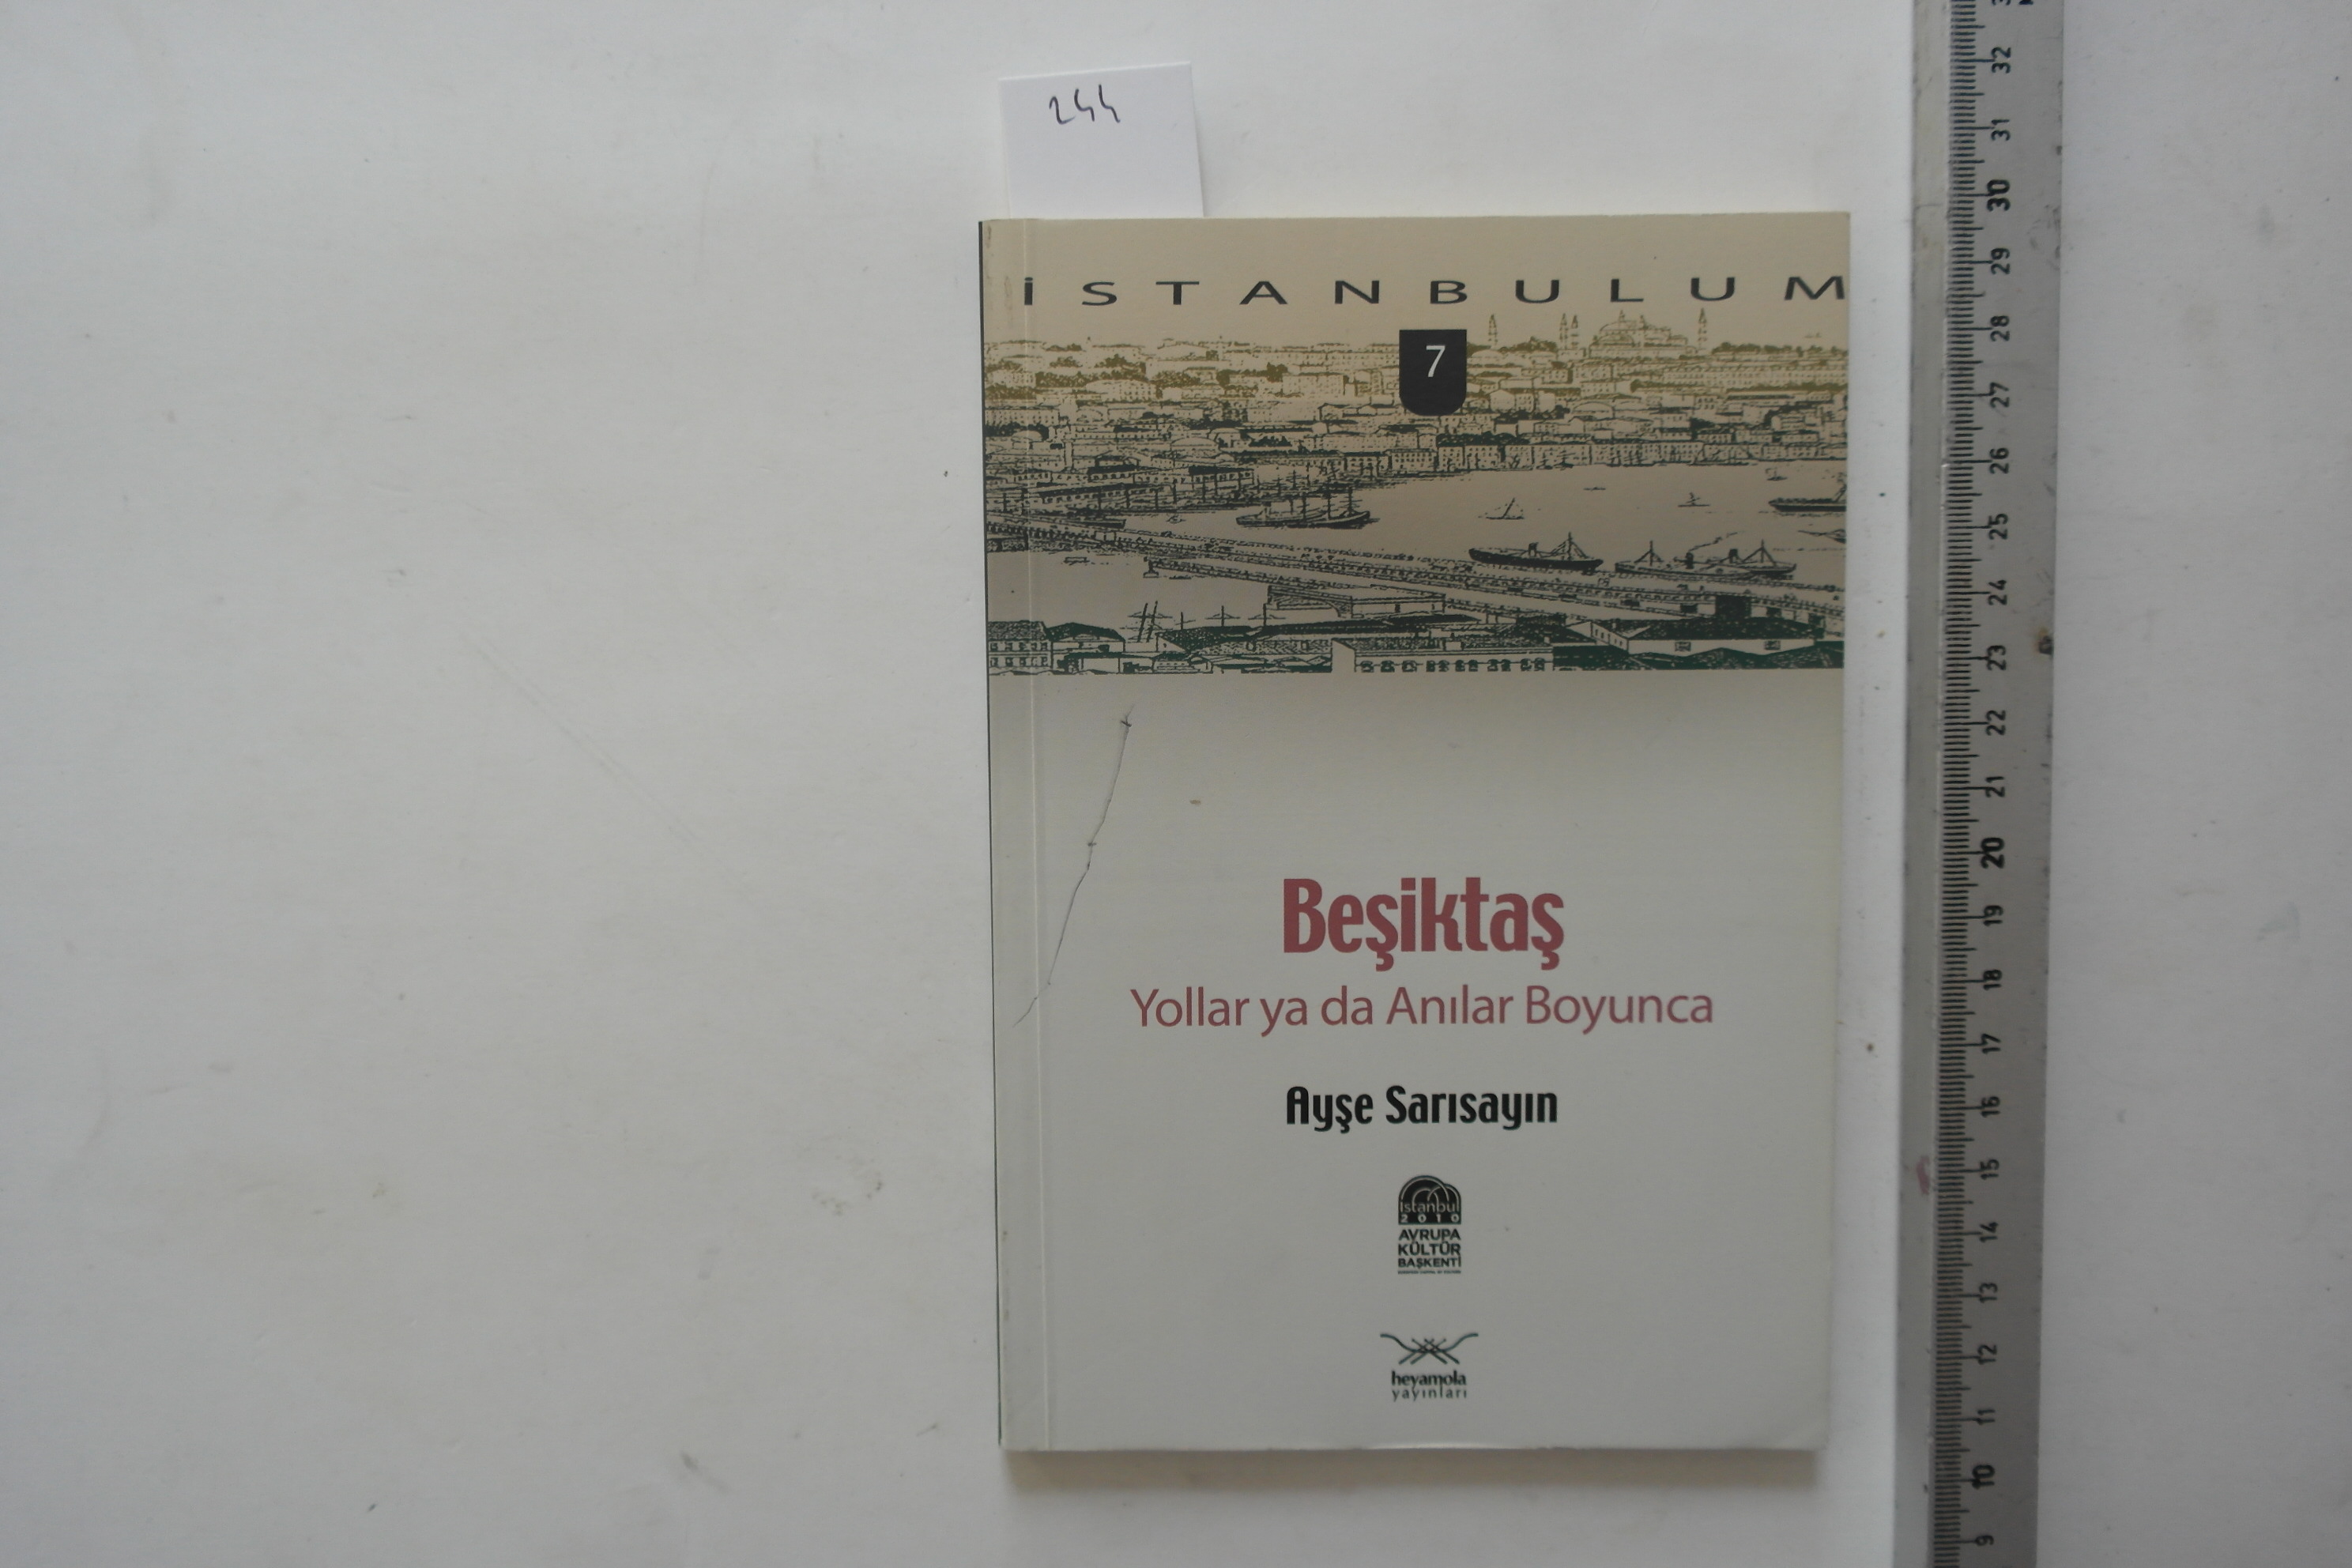 244
İSTANBULUM
7
Beşiktaş
Yollar ya da Anılar Boyunca
Ayşe Sarısayın
istanbul
2010
AVRUPA
KÜLTÜR
BAŞKENTİ
heyamola
yayınları
32
31
30
29
28
27
26
25
24
23
22
21
20
19
18
17
16
15
14
13
12
11
10
9